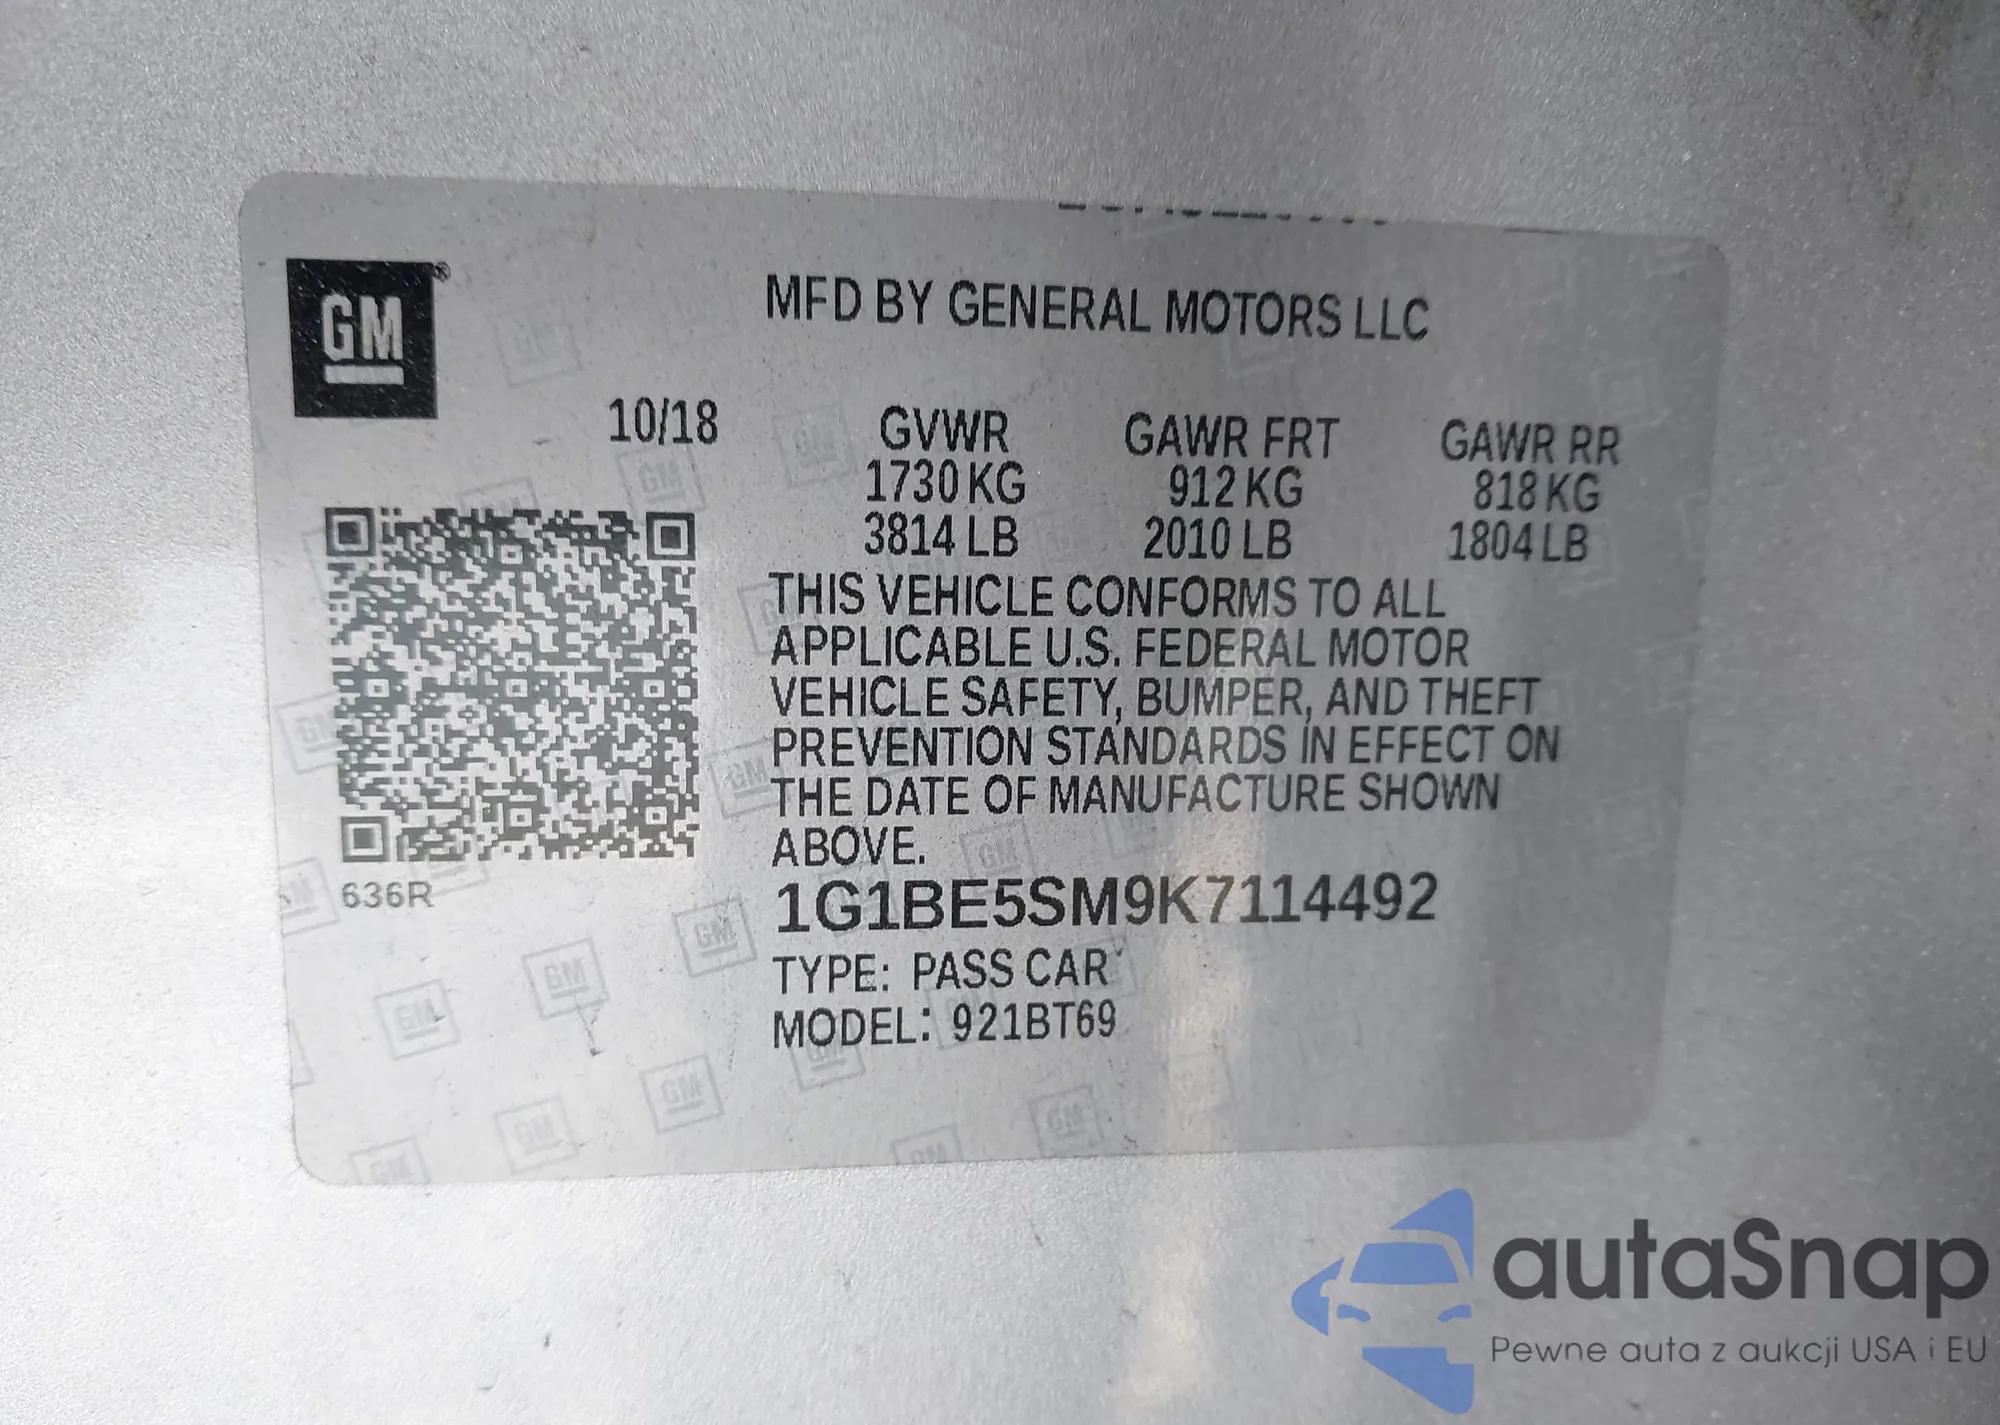 GM®
MFD BY GENERAL MOTORS LLC
10/18
GVWR GAWR FRT GAWR RR
1730 KG 912 KG 818 KG
3814 LB 2010 LB 1804 LB
THIS VEHICLE CONFORMS TO ALL
APPLICABLE U.S. FEDERAL MOTOR
VEHICLE SAFETY, BUMPER, AND THEFT
PREVENTION STANDARDS IN EFFECT ON
THE DATE OF MANUFACTURE SHOWN
ABOVE.
636R
1G1BE5SM9K7114492
TYPE: PASS CAR
MODEL: 921BT69
autaSnap
Pewne auta z aukcji USA i EU